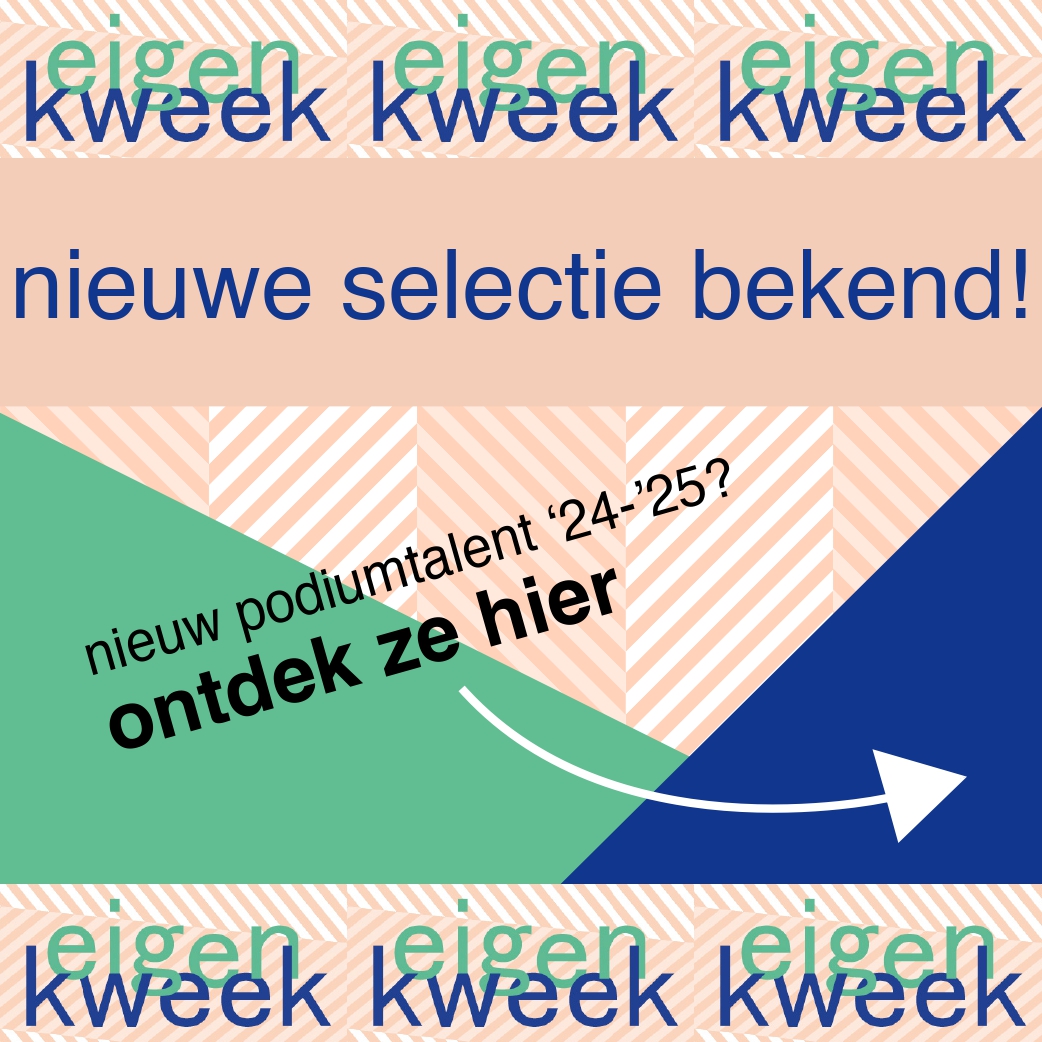 eigen eigen eigen
kweek kweek kweek
nieuwe selectie bekend!
nieuw podiumtalent ‘24-’25?
ontdek ze hier
eigen eigen eigen
kweek kweek kweek